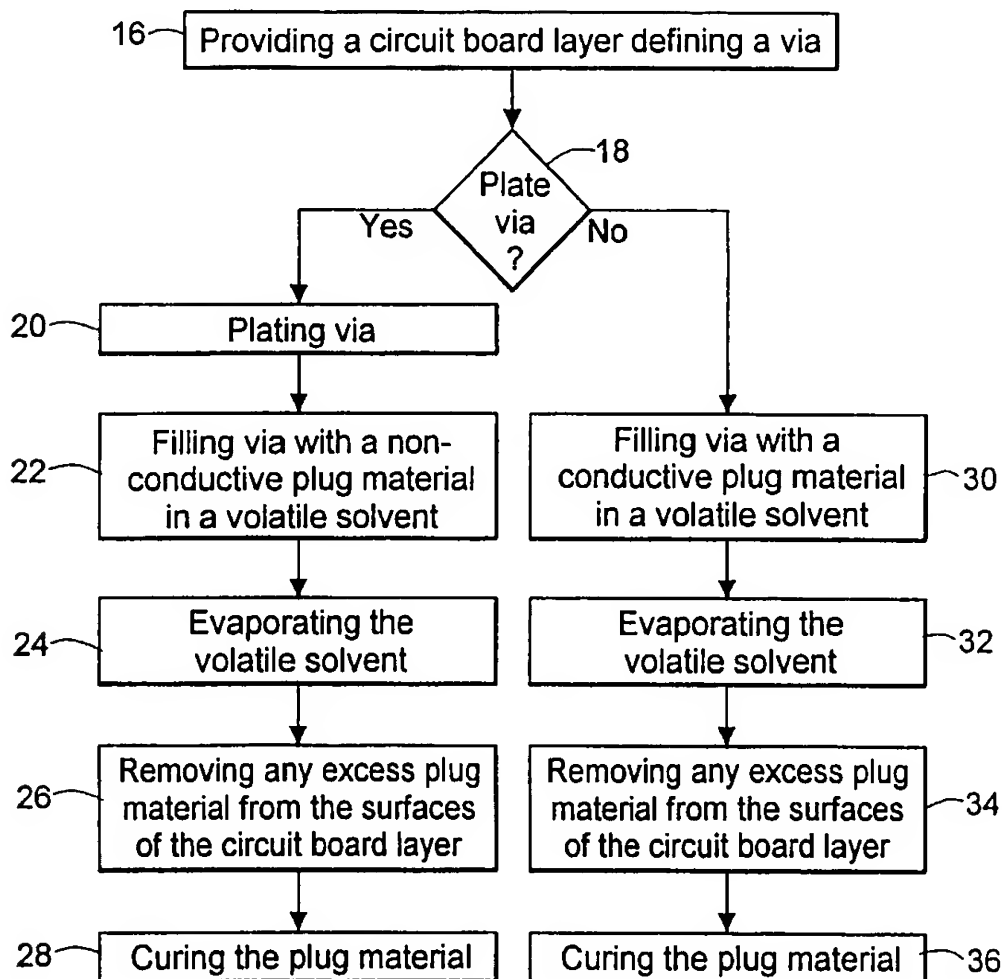 16
Providing a circuit board layer defining a via
18
Plate
via
?
Yes
No
20
Plating via
22
Filling via with a non-
conductive plug material
in a volatile solvent
Filling via with a
conductive plug material
in a volatile solvent
30
24
Evaporating the
volatile solvent
Evaporating the
volatile solvent
32
26
Removing any excess plug
material from the surfaces
of the circuit board layer
Removing any excess plug
material from the surfaces
of the circuit board layer
34
28
Curing the plug material
Curing the plug material
36